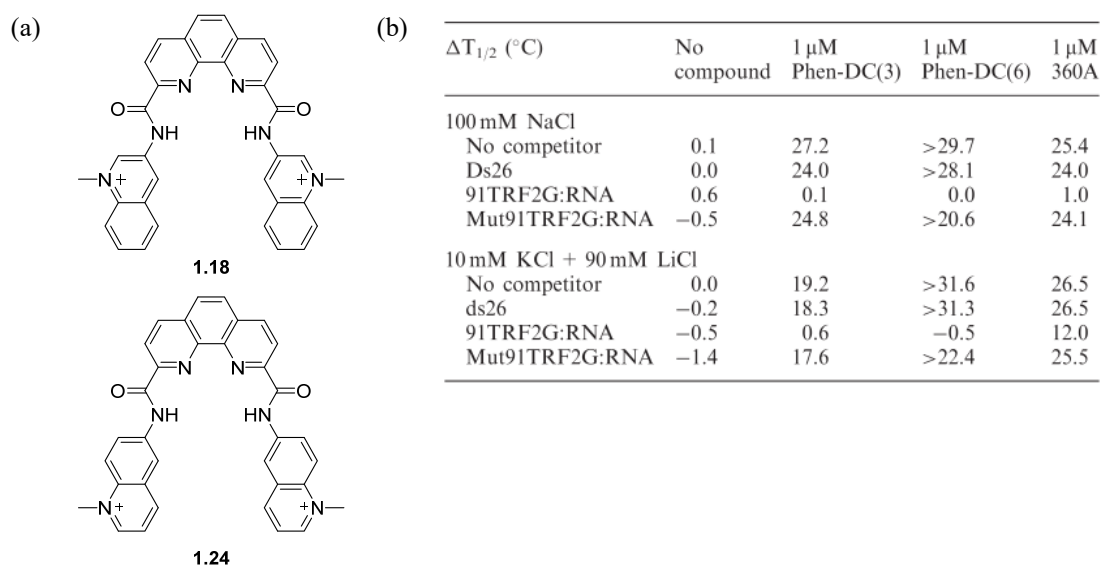 (a)
N N
O O
NH HN
N + + N
1.18
N N
O O
NH HN
N + + N
1.24
(b)
ΔT1/2 (°C) No compound 1 μM Phen-DC(3) 1 μM Phen-DC(6) 1 μM 360A
100 mM NaCl
No competitor 0.1 27.2 >29.7 25.4
Ds26 0.0 24.0 >28.1 24.0
91TRF2G:RNA 0.6 0.1 0.0 1.0
Mut91TRF2G:RNA −0.5 24.8 >20.6 24.1
10 mM KCl + 90 mM LiCl
No competitor 0.0 19.2 >31.6 26.5
ds26 −0.2 18.3 >31.3 26.5
91TRF2G:RNA −0.5 0.6 −0.5 12.0
Mut91TRF2G:RNA −1.4 17.6 >22.4 25.5